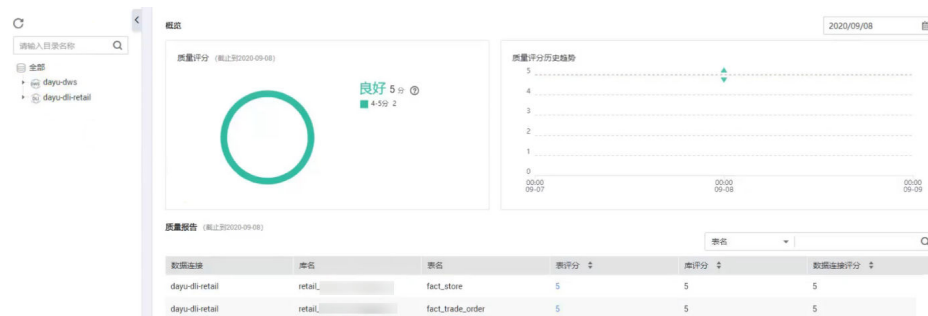 概览
2020/09/08
请输入目录名称
全部
dayu-dws
dayu-dli-retail
质量评分 (截止到2020-09-08)
良好 5 分
4-5分 2
质量评分历史趋势
5
4
3
2
1
0
00:00
09-07
00:00
09-08
00:00
09-09
质量报告 (截止到2020-09-08)
表名
数据连接 库名 表名 表评分 库评分 数据连接评分
dayu-dli-retail retail_ fact_store 5 5 5
dayu-dli-retail retail_ fact_trade_order 5 5 5